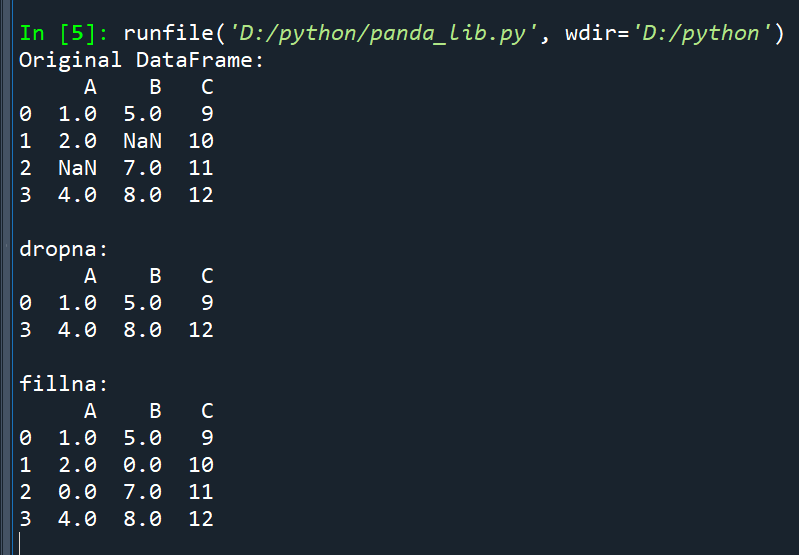 In [5]: runfile('D:/python/panda_lib.py', wdir='D:/python')
Original DataFrame:
     A    B   C
0  1.0  5.0   9
1  2.0  NaN  10
2  NaN  7.0  11
3  4.0  8.0  12

dropna:
     A    B   C
0  1.0  5.0   9
3  4.0  8.0  12

fillna:
     A    B   C
0  1.0  5.0   9
1  2.0  0.0  10
2  0.0  7.0  11
3  4.0  8.0  12